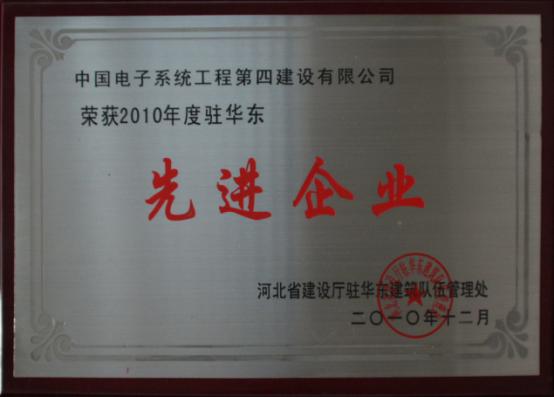 中国电子系统工程第四建设有限公司
荣获2010年度驻华东
先进企业
河北省建设厅驻华东建筑队伍管理处
二〇一〇年十二月